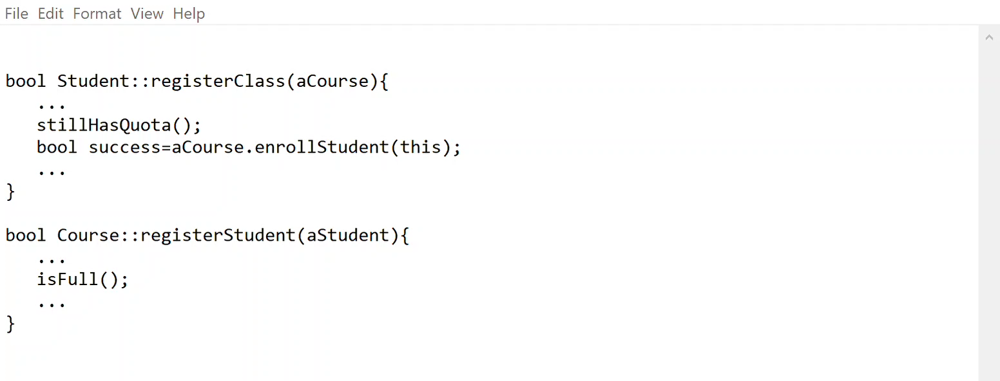 File Edit Format View Help
bool Student::registerClass(aCourse){
...
stillHasQuota();
bool success=aCourse.enrollStudent(this);
...
}
bool Course::registerStudent(aStudent){
...
isFull();
...
}